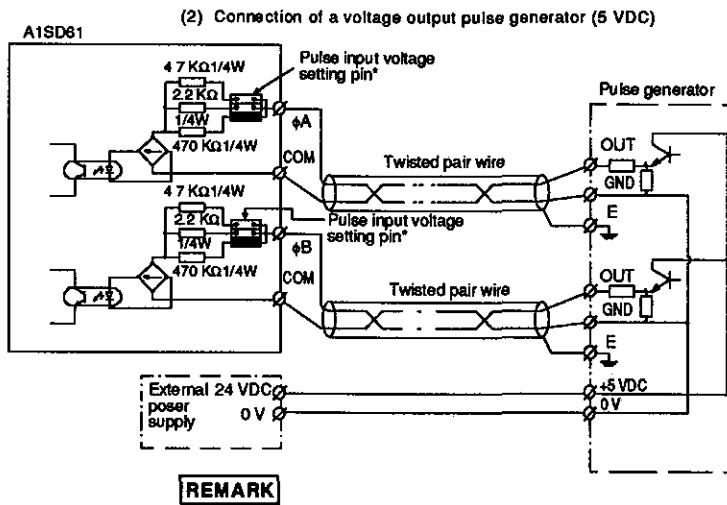 (2) Connection of a voltage output pulse generator (5 VDC)
A1SD61
4 7 KΩ1/4W
Pulse input voltage
setting pin*
2.2 KΩ
1/4W
470 KΩ1/4W
ϕA
COM
Twisted pair wire
Pulse generator
OUT
GND
E
4 7 KΩ1/4W
2.2 KΩ
1/4W
470 KΩ1/4W
Pulse input voltage
setting pin*
ϕB
COM
Twisted pair wire
OUT
GND
E
External 24 VDC
poser
supply
0 V
+5 VDC
0 V
REMARK